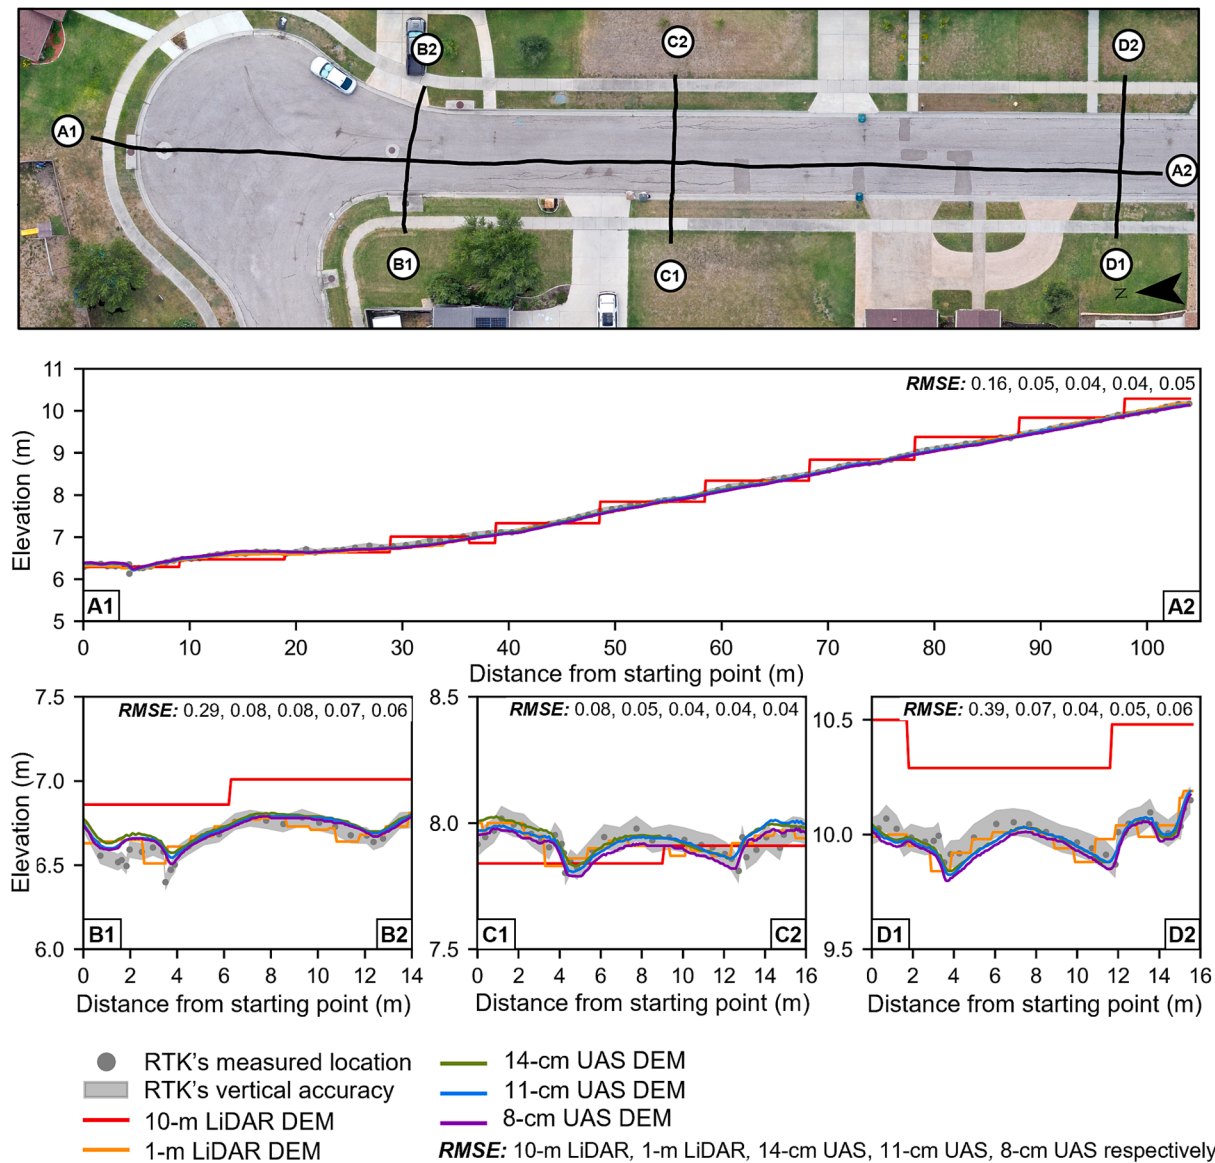 B2
C2
D2
A1
A2
B1
C1
D1
N
11
RMSE: 0.16, 0.05, 0.04, 0.04, 0.05
10
9
8
7
6
5
Elevation (m)
A1
A2
0 10 20 30 40 50 60 70 80 90 100
Distance from starting point (m)
7.5
RMSE: 0.29, 0.08, 0.08, 0.07, 0.06
7.0
6.5
6.0
Elevation (m)
B1
B2
0 2 4 6 8 10 12 14
Distance from starting point (m)
8.5
RMSE: 0.08, 0.05, 0.04, 0.04, 0.04
8.0
7.5
C1
C2
0 2 4 6 8 10 12 14 16
Distance from starting point (m)
10.5
RMSE: 0.39, 0.07, 0.04, 0.05, 0.06
10.0
9.5
D1
D2
0 2 4 6 8 10 12 14 16
Distance from starting point (m)
RTK's measured location
RTK's vertical accuracy
10-m LiDAR DEM
1-m LiDAR DEM
14-cm UAS DEM
11-cm UAS DEM
8-cm UAS DEM
RMSE: 10-m LiDAR, 1-m LiDAR, 14-cm UAS, 11-cm UAS, 8-cm UAS respectively